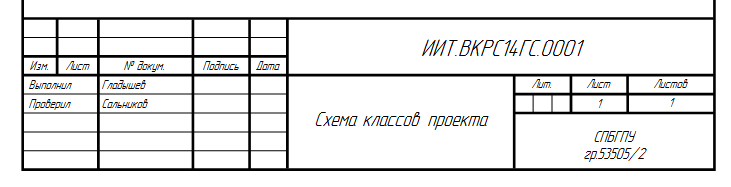 ИИТ.ВКРС14ГС.0001
Изм. Лист № докум. Подпись Дата
Выполнил Гладышев
Проверил Сальников
Схема классов проекта
Лит. Лист Листов
1 1
СПБГПУ
гр.53505/2